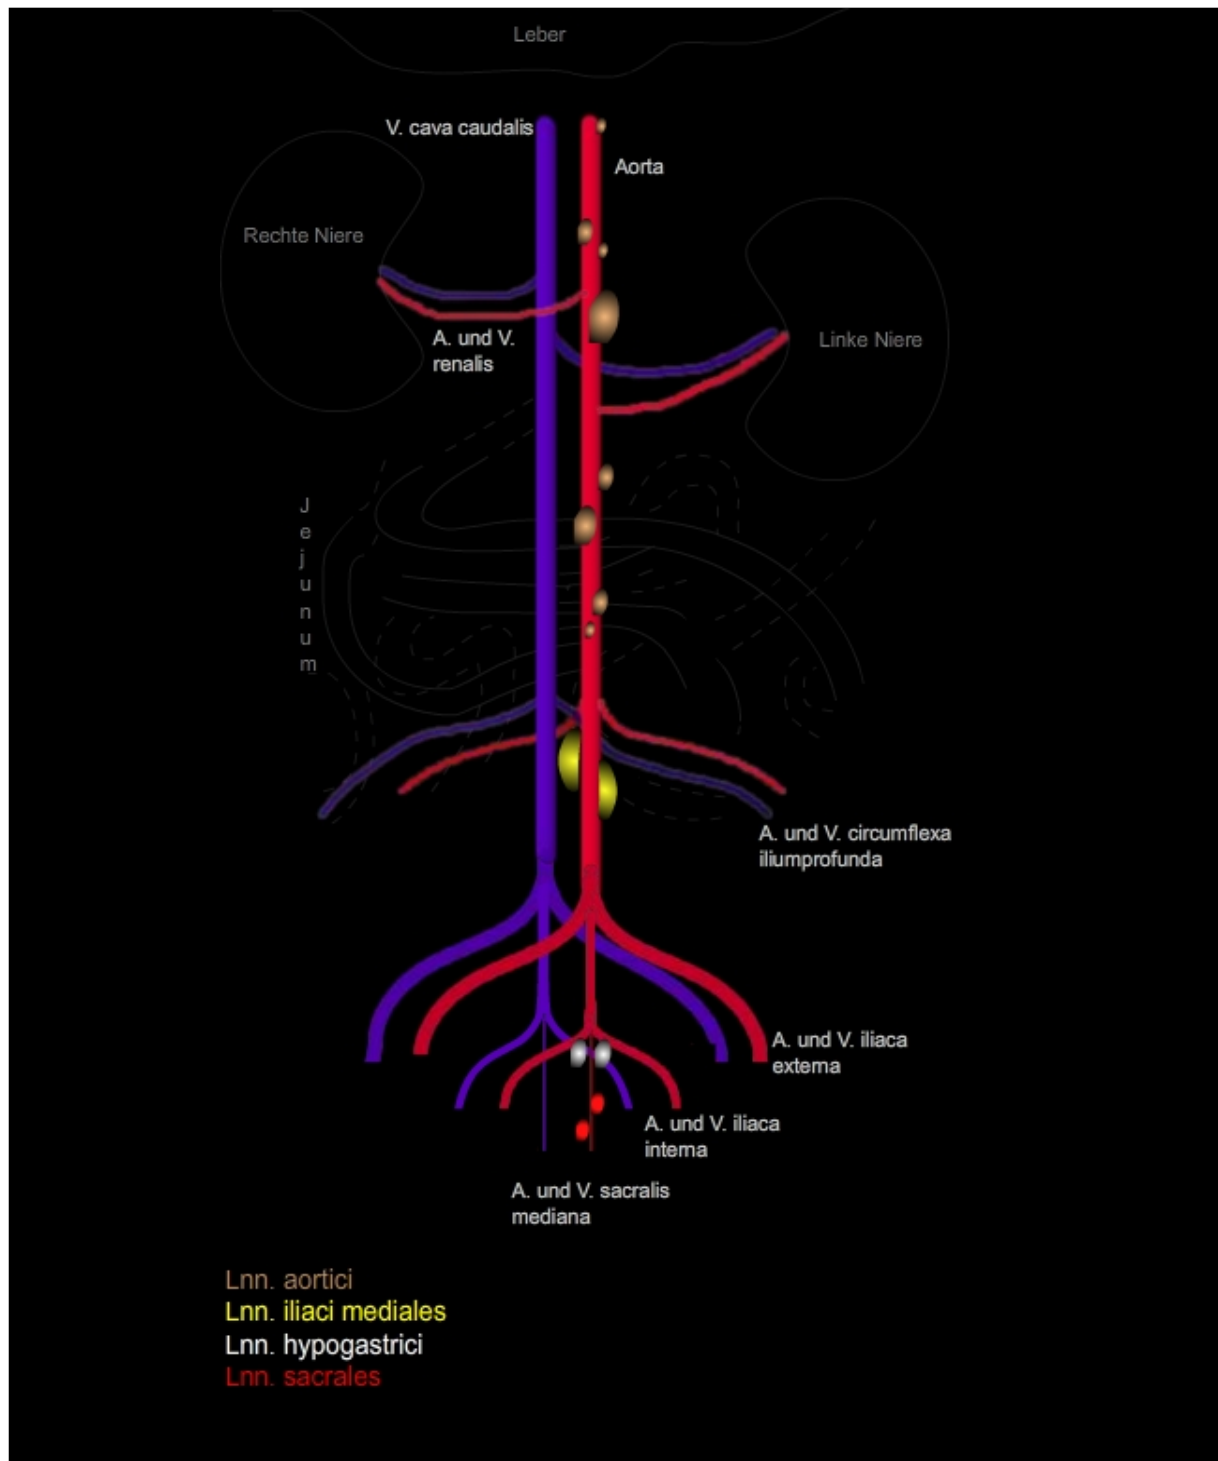 Leber
V. cava caudalis
Aorta
Rechte Niere
A. und V.
renalis
Linke Niere
Jejunum
A. und V. circumflexa
iliumprofunda
A. und V. iliaca
externa
A. und V. iliaca
interna
A. und V. sacralis
mediana
Lnn. aortici
Lnn. iliaci mediales
Lnn. hypogastrici
Lnn. sacrales